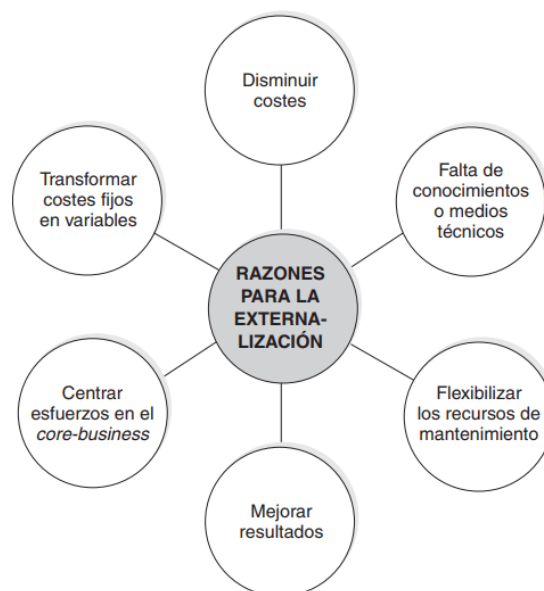 Disminuir
costes
Transformar
costes fijos
en variables
Falta de
conocimientos
o medios
técnicos
RAZONES
PARA LA
EXTERNA-
LIZACIÓN
Centrar
esfuerzos en el
core-business
Flexibilizar
los recursos de
mantenimiento
Mejorar
resultados